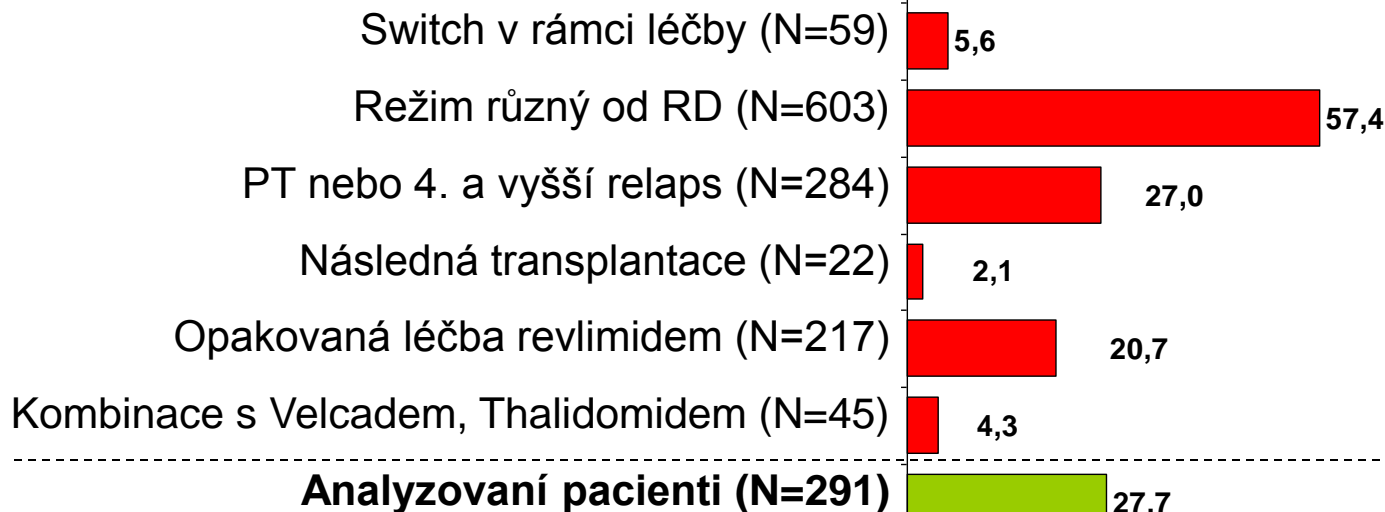 Switch v rámci léčby (N=59) 5,6
Režim různý od RD (N=603) 57,4
PT nebo 4. a vyšší relaps (N=284) 27,0
Následná transplantace (N=22) 2,1
Opakovaná léčba revlimidem (N=217) 20,7
Kombinace s Velcadem, Thalidomidem (N=45) 4,3
Analyzovaní pacienti (N=291) 27,7